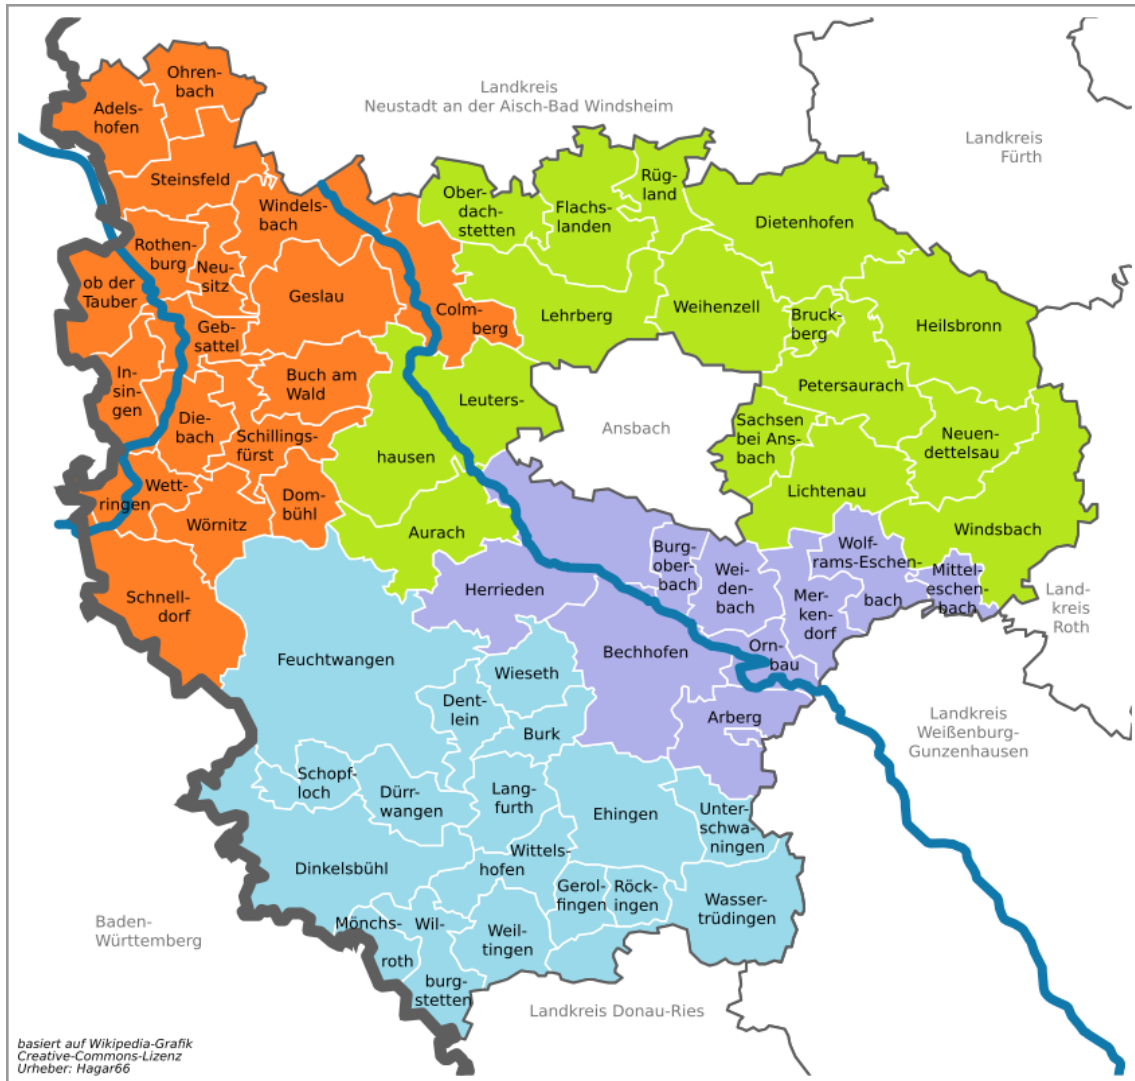 Ohren-
bach
Adels-
hofen
Landkreis
Neustadt an der Aisch-Bad Windsheim
Landkreis
Fürth
Steinsfeld
Windels-
bach
Ober-
dach-
stetten
Flachs-
landen
Rüg-
land
Dietenhofen
Rothen-
burg
ob der
Tauber
Neu-
sitz
Geslau
Colm-
berg
Lehrberg
Weihenzell
Bruck-
berg
Heilsbronn
Geb-
sattel
In-
sin-
gen
Buch am
Wald
Leuters-
hausen
Petersaurach
Ansbach
Sachsen
bei Ans-
bach
Neuen-
dettelsau
Die-
bach
Schillings-
fürst
Lichtenau
Wett-
ringen
Wörnitz
Dom-
bühl
Aurach
Windsbach
Burg-
ober-
bach
Wei-
den-
bach
Wolf-
rams-Eschen-
bach
Mittel-
eschen-
bach
Schnell-
dorf
Herrieden
Mer-
ken-
dorf
Land-
kreis
Roth
Feuchtwangen
Wieseth
Bechhofen
Orn-
bau
Dent-
lein
Burk
Arberg
Landkreis
Weißenburg-
Gunzenhausen
Schopf-
loch
Dürr-
wangen
Lang-
furth
Ehingen
Unter-
schwa-
ningen
Dinkelsbühl
Wittels-
hofen
Gerol-
fingen
Röck-
ingen
Wasser-
trüdingen
Baden-
Württemberg
Mönchs-
roth
Wil-
burg-
stetten
Weil-
tingen
Landkreis Donau-Ries
basiert auf Wikipedia-Grafik
Creative-Commons-Lizenz
Urheber: Hagar66